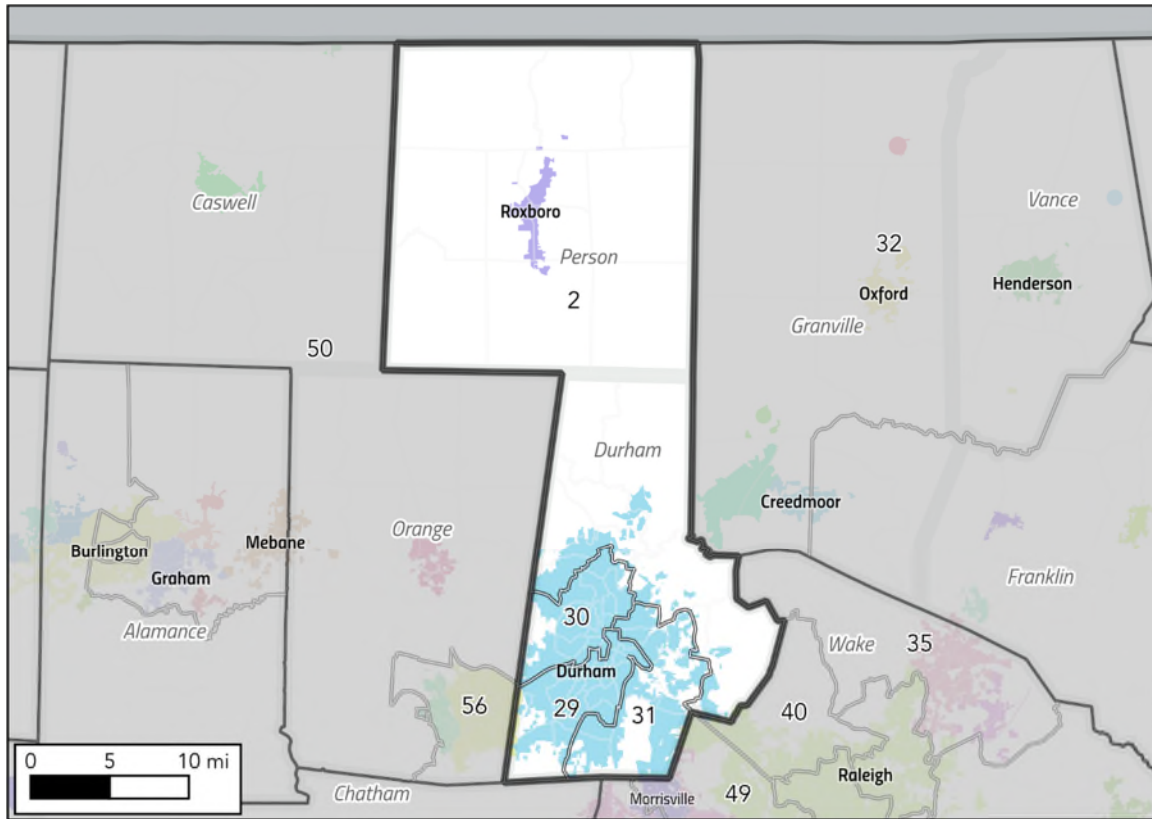 Caswell
Roxboro
Person
2
32
Vance
Oxford
Henderson
Granville
50
Durham
Creedmoor
Orange
Burlington
Mebane
Graham
Alamance
Franklin
30
Durham
Wake
35
56
29
31
40
0 5 10 mi
Raleigh
Chatham
Morrisville
49